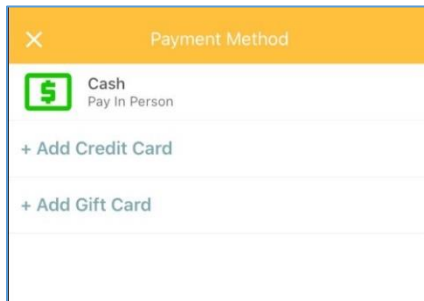 Payment Method
Cash
Pay In Person
+ Add Credit Card
+ Add Gift Card